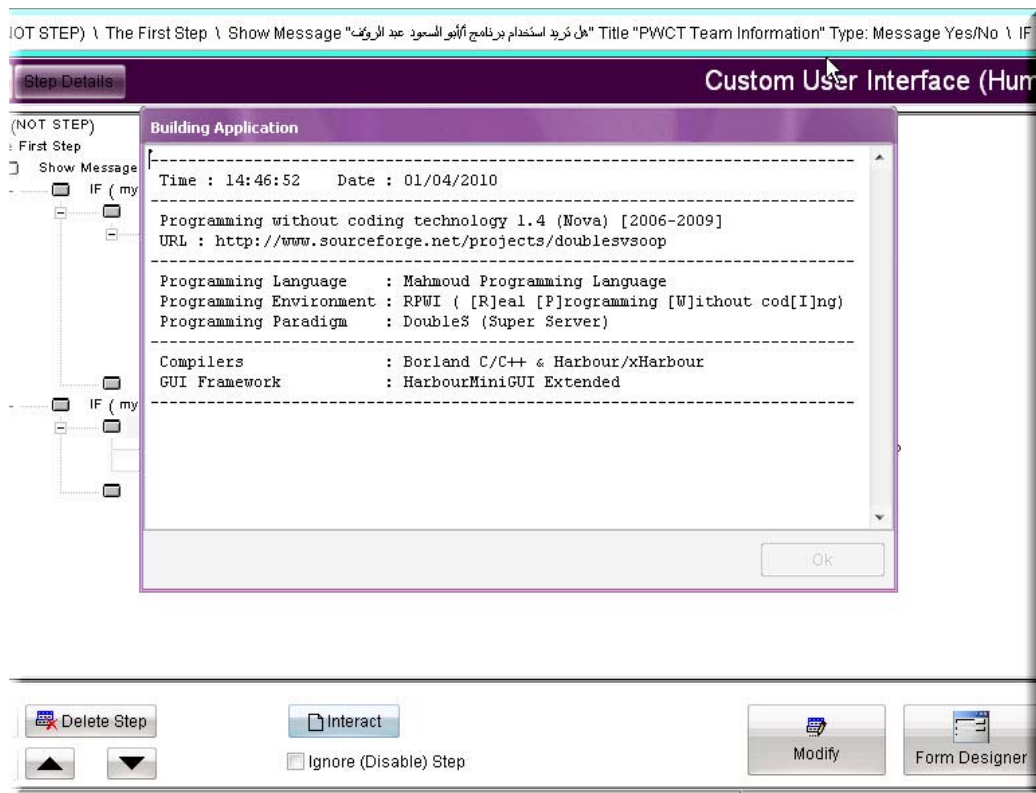 IOT STEP) \ The First Step \ Show Message "هل تريد استخدام برنامج أ/أبو السعود عبد الروؤف" Title "PWCT Team Information" Type: Message Yes/No \ IF
Step Details
Custom User Interface (Hum
(NOT STEP)
First Step
Show Message
IF ( my
IF ( my
Building Application
--------------------------------------------------------------------------------
Time : 14:46:52 Date : 01/04/2010
--------------------------------------------------------------------------------
Programming without coding technology 1.4 (Nova) [2006-2009]
URL : http://www.sourceforge.net/projects/doublesvsoop
--------------------------------------------------------------------------------
Programming Language : Mahmoud Programming Language
Programming Environment : RPWI ( [R]eal [P]rogramming [W]ithout cod[I]ng)
Programming Paradigm : DoubleS (Super Server)
--------------------------------------------------------------------------------
Compilers : Borland C/C++ & Harbour/xHarbour
GUI Framework : HarbourMiniGUI Extended
--------------------------------------------------------------------------------
Ok
Delete Step
Interact
Ignore (Disable) Step
Modify
Form Designer